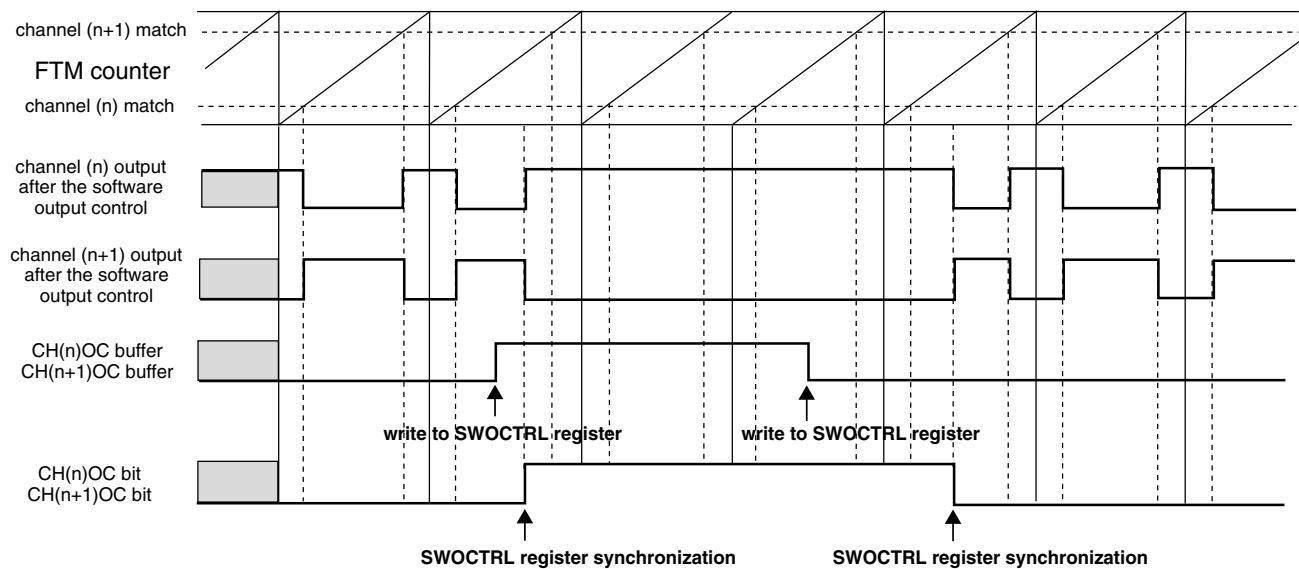 channel (n+1) match
FTM counter
channel (n) match
channel (n) output
after the software
output control
channel (n+1) output
after the software
output control
CH(n)OC buffer
CH(n+1)OC buffer
write to SWOCTRL register
write to SWOCTRL register
CH(n)OC bit
CH(n+1)OC bit
SWOCTRL register synchronization
SWOCTRL register synchronization